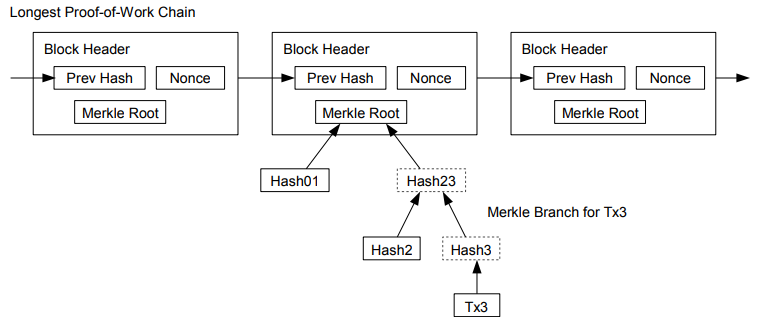 Longest Proof-of-Work Chain
Block Header
Prev Hash
Nonce
Merkle Root
Block Header
Prev Hash
Nonce
Merkle Root
Block Header
Prev Hash
Nonce
Merkle Root
Hash01
Hash23
Merkle Branch for Tx3
Hash2
Hash3
Tx3